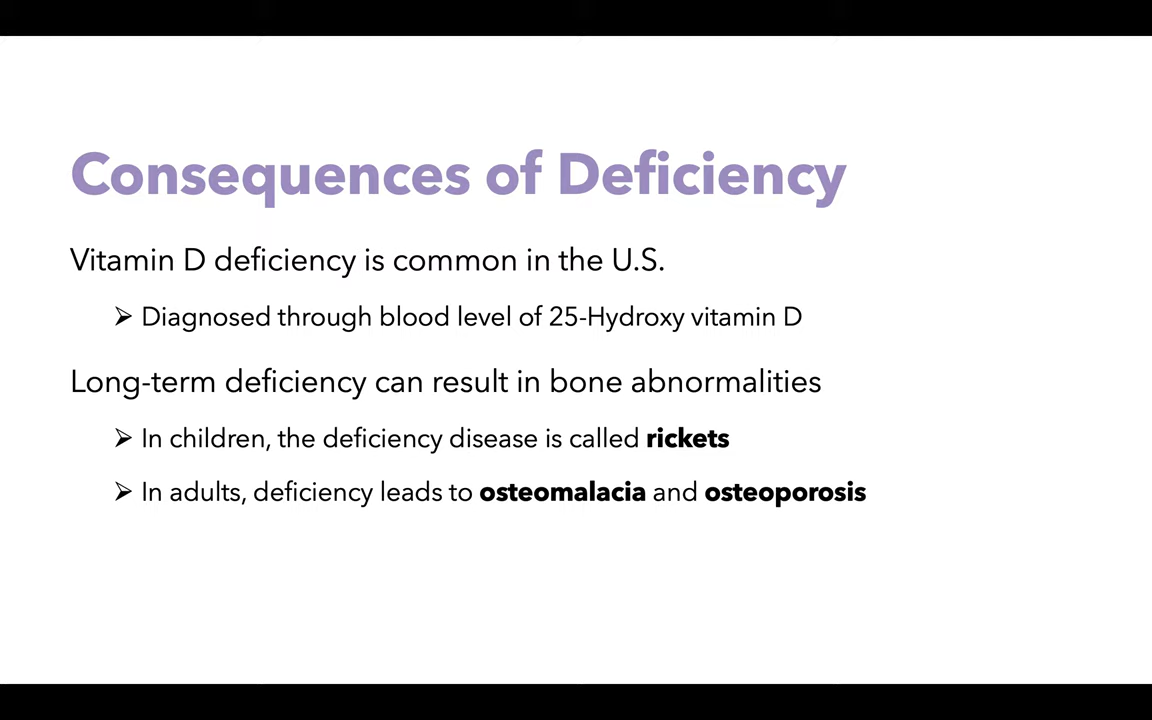 Consequences of Deficiency
Vitamin D deficiency is common in the U.S.
➢ Diagnosed through blood level of 25-Hydroxy vitamin D
Long-term deficiency can result in bone abnormalities
➢ In children, the deficiency disease is called rickets
➢ In adults, deficiency leads to osteomalacia and osteoporosis